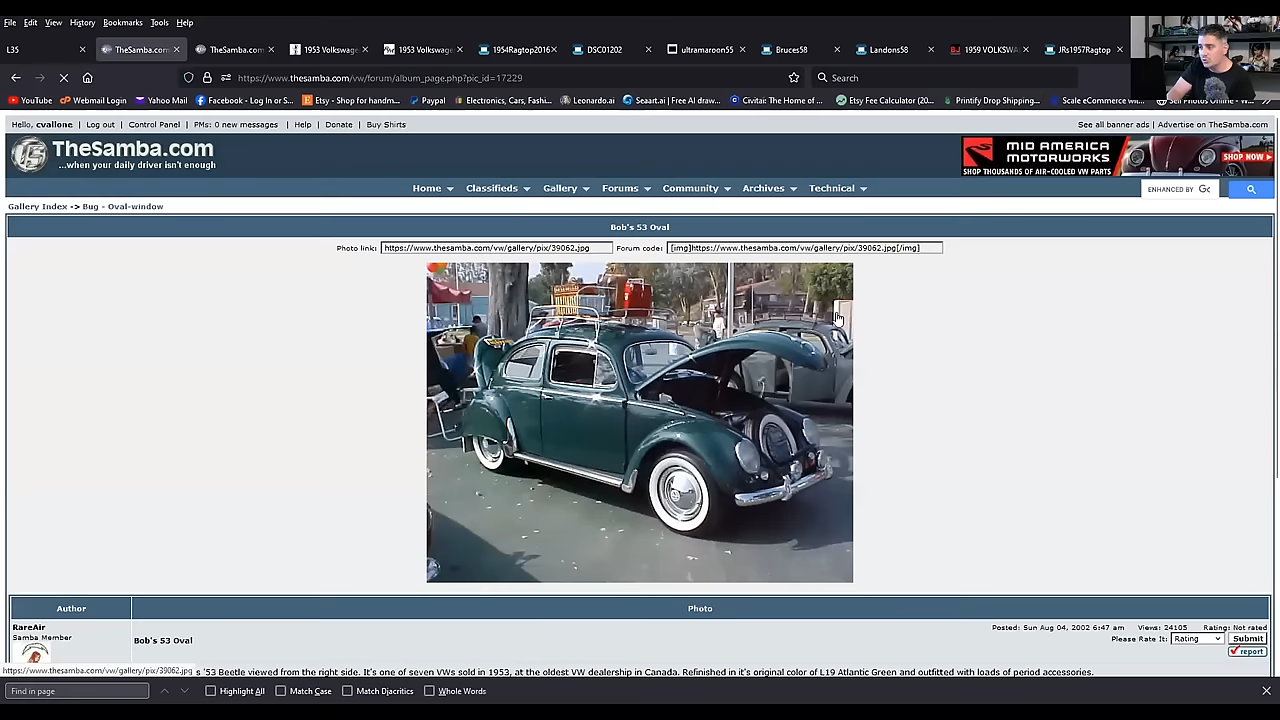 File Edit View History Bookmarks Tools Help
L35 TheSamba.com TheSamba.com 1953 Volkswage 1953 Volkswage 1954Ragtop2016 DSC01202 ultramaroon55 Bruces58 Landons58 1959 VOLKSWA JRs1957Ragtop
https://www.thesamba.com/vw/forum/album_page.php?pic_id=17229 Search
YouTube Webmail Login Yahoo Mail Facebook - Log In or S... Etsy - Shop for handm... Paypal Electronics, Cars, Fashi... Leonardo.ai Seaart.ai | Free AI draw... Civitai: The Home of ... Etsy Fee Calculator (20... Printify Drop Shipping... Scale eCommerce wi...
Hello, cvallone | Log out | Control Panel | PMs: 0 new messages | Help | Donate | Buy Shirts See all banner ads | Advertise on TheSamba.com
TheSamba.com
...when your daily driver isn't enough
MID AMERICA
MOTORWORKS
SHOP THOUSANDS OF AIR-COOLED VW PARTS
SHOP NOW
Home Classifieds Gallery Forums Community Archives Technical
ENHANCED BY
Gallery Index -> Bug - Oval-window
Bob's 53 Oval
Photo link: https://www.thesamba.com/vw/gallery/pix/39062.jpg Forum code: [img]https://www.thesamba.com/vw/gallery/pix/39062.jpg[/img]
Author Photo
RareAir
Samba Member
Posted: Sun Aug 04, 2002 6:47 am Views: 24105 Rating: Not rated
Bob's 53 Oval
Please Rate It: Rating Submit
report
https://www.thesamba.com/vw/gallery/pix/39062.jpg
's '53 Beetle viewed from the right side. It's one of seven VWs sold in 1953, at the oldest VW dealership in Canada. Refinished in it's original color of L19 Atlantic Green and outfitted with loads of period accessories.
Find in page Highlight All Match Case Match Diacritics Whole Words